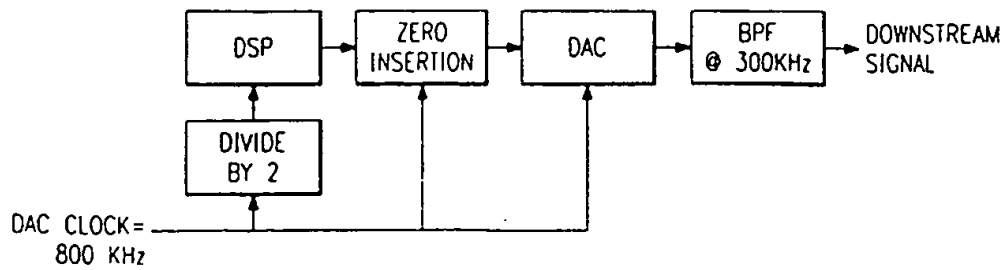 DSP
ZERO
INSERTION
DAC
BPF
@ 300KHz
DOWNSTREAM
SIGNAL
DIVIDE
BY 2
DAC CLOCK=
800 KHz